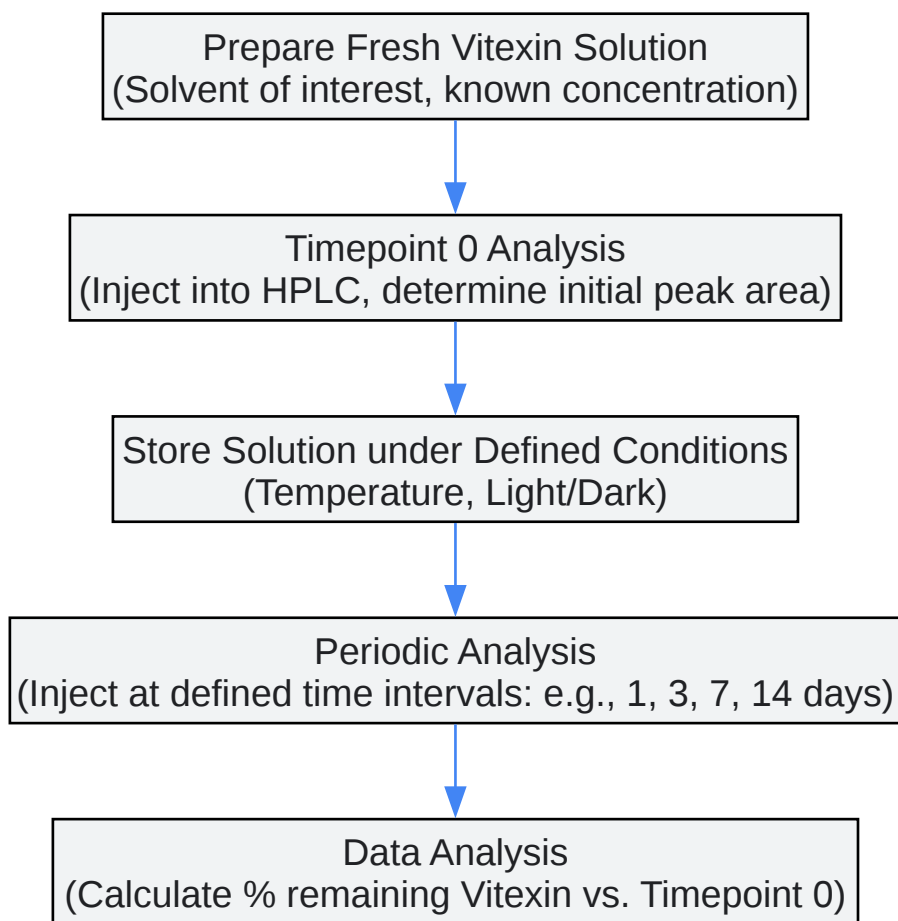 Prepare Fresh Vitexin Solution
(Solvent of interest, known concentration)
Timepoint 0 Analysis
(Inject into HPLC, determine initial peak area)
Store Solution under Defined Conditions
(Temperature, Light/Dark)
Periodic Analysis
(Inject at defined time intervals: e.g., 1, 3, 7, 14 days)
Data Analysis
(Calculate % remaining Vitexin vs. Timepoint 0)